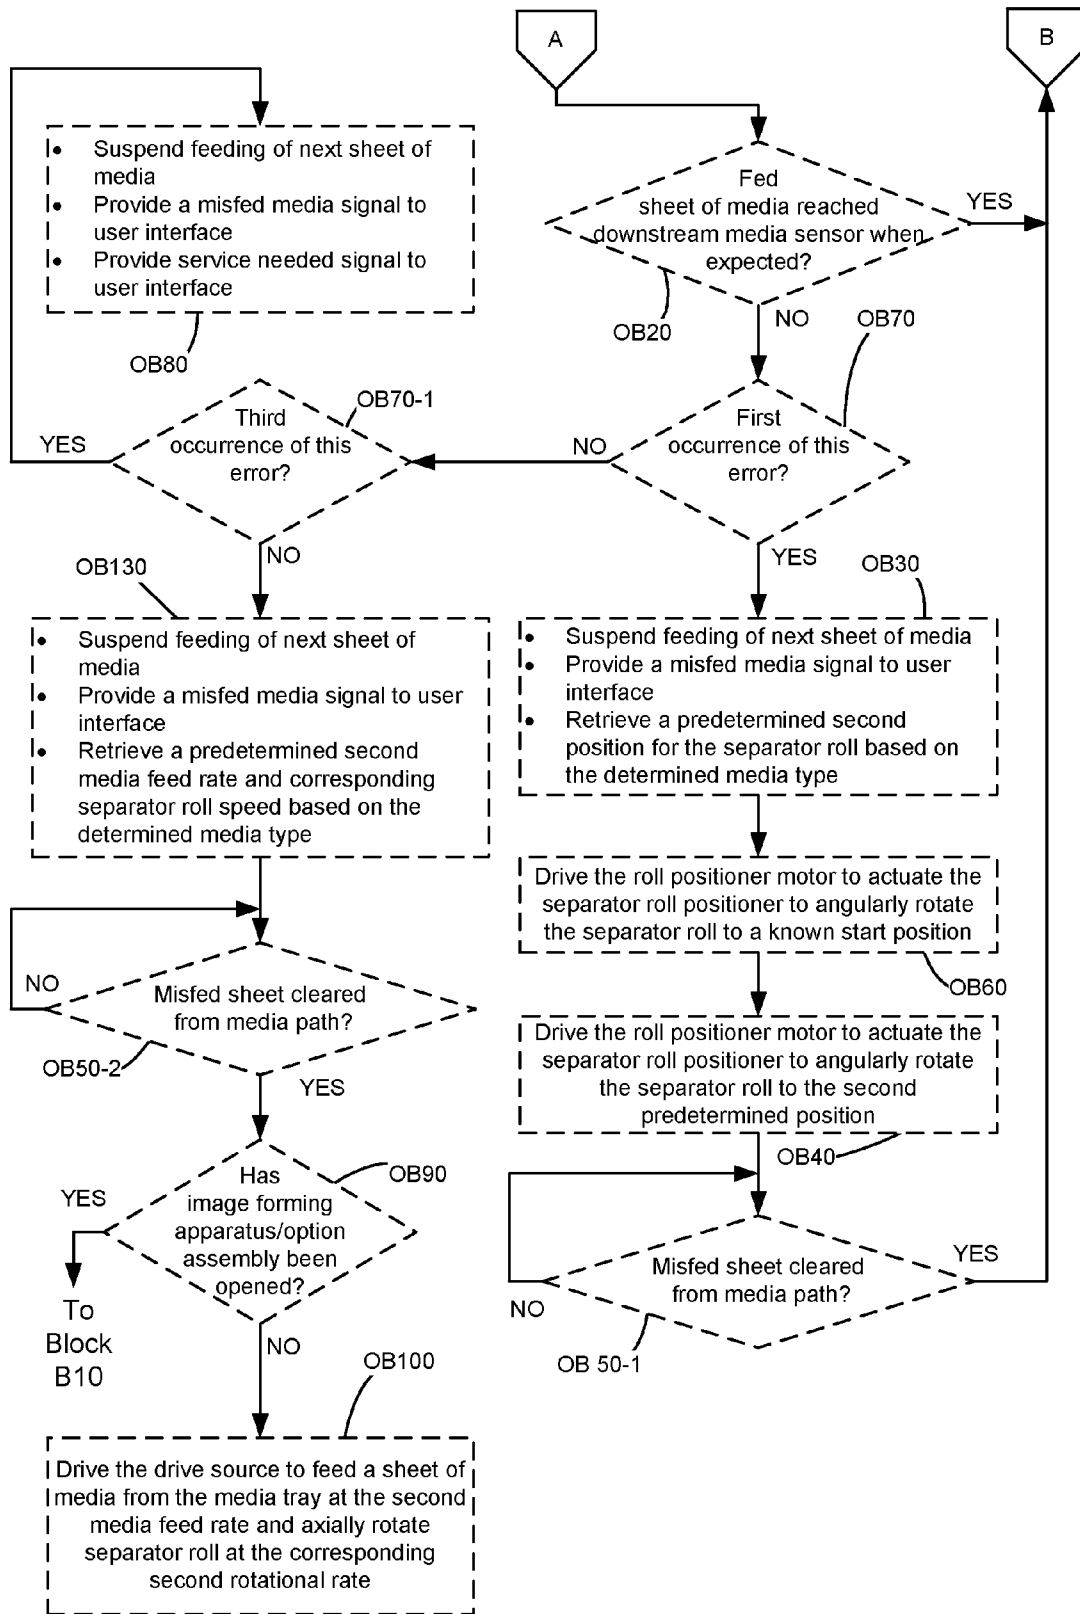 A
B
Fed
sheet of media reached
downstream media sensor when
expected?
YES
NO
OB20
OB70
First
occurrence of this
error?
NO
YES
OB30
• Suspend feeding of next sheet of media
• Provide a misfed media signal to user
interface
• Retrieve a predetermined second
position for the separator roll based on
the determined media type
Drive the roll positioner motor to actuate the
separator roll positioner to angularly rotate
the separator roll to a known start position
OB60
Drive the roll positioner motor to actuate the
separator roll positioner to angularly rotate
the separator roll to the second
predetermined position
OB40
Misfed sheet cleared
from media path?
YES
NO
OB 50-1
• Suspend feeding of next sheet of
media
• Provide a misfed media signal to
user interface
• Provide service needed signal to
user interface
OB80
OB70-1
Third
occurrence of this
error?
YES
NO
OB130
• Suspend feeding of next sheet of
media
• Provide a misfed media signal to user
interface
• Retrieve a predetermined second
media feed rate and corresponding
separator roll speed based on the
determined media type
NO
Misfed sheet cleared
from media path?
OB50-2
YES
OB90
Has
image forming
apparatus/option
assembly been
opened?
YES
To
Block
B10
NO
OB100
Drive the drive source to feed a sheet of
media from the media tray at the second
media feed rate and axially rotate
separator roll at the corresponding
second rotational rate